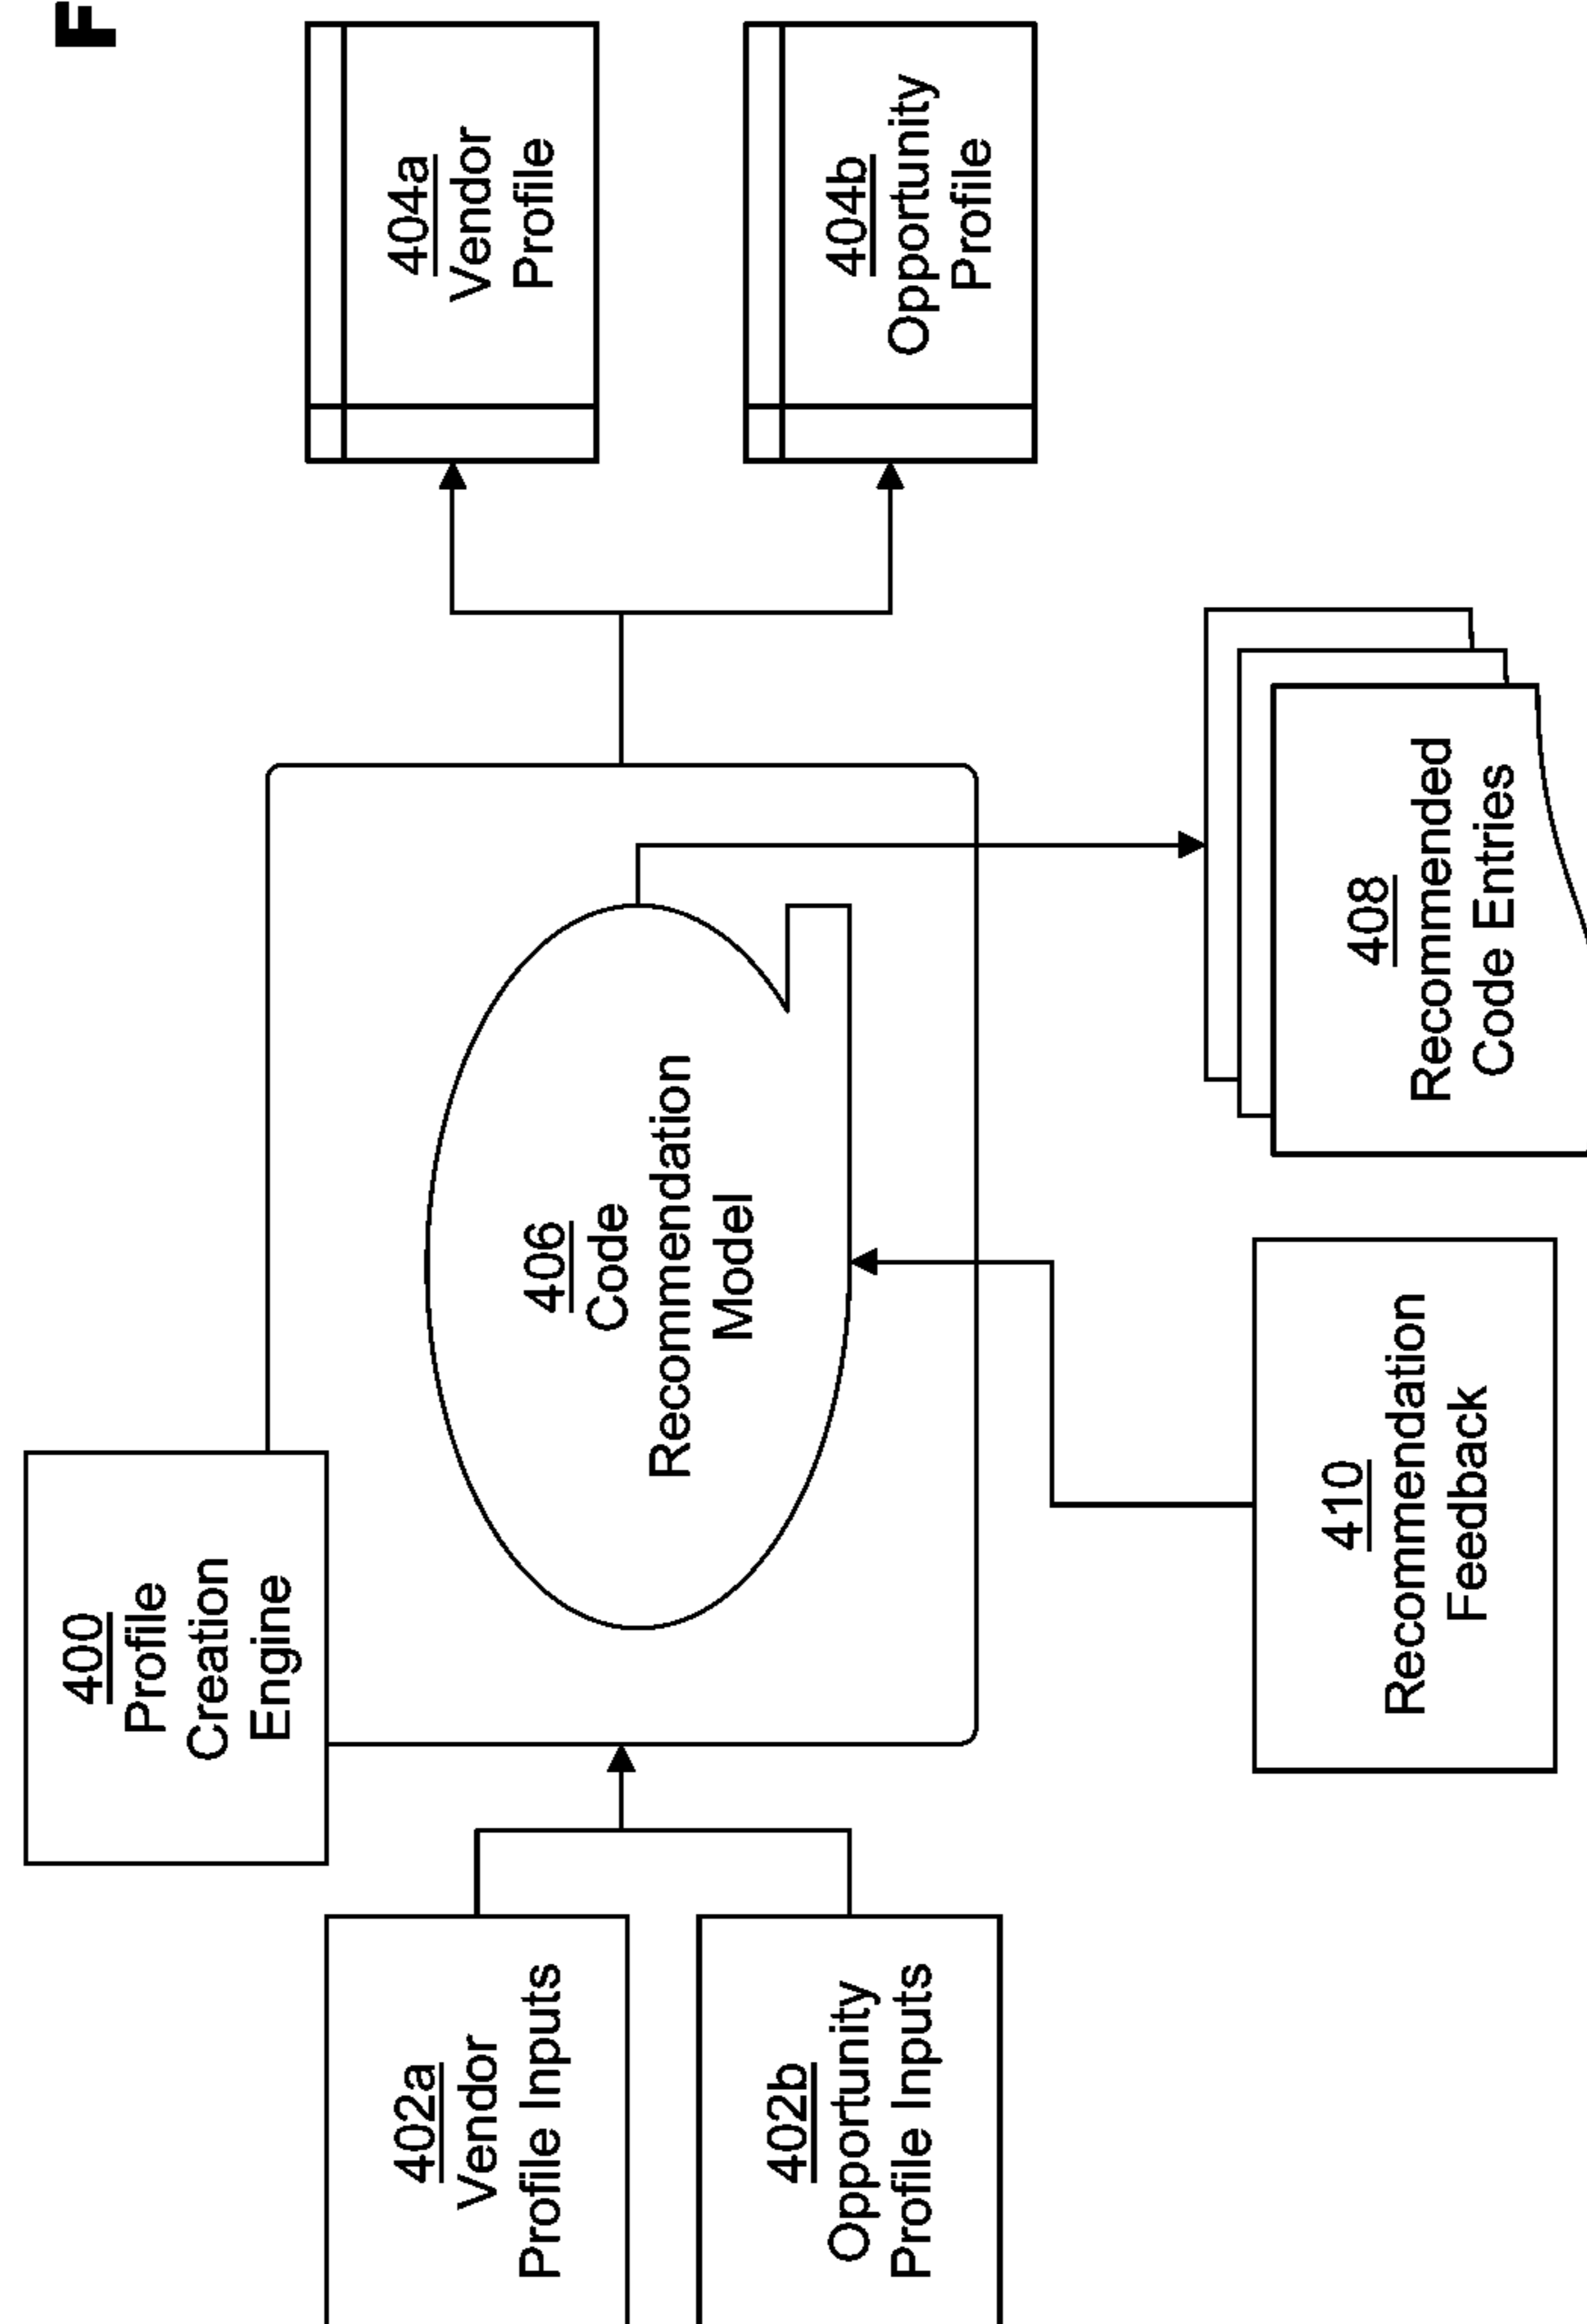 F
400
Profile
Creation
Engine
402a
Vendor
Profile Inputs
402b
Opportunity
Profile Inputs
406
Code
Recommendation
Model
404a
Vendor
Profile
404b
Opportunity
Profile
410
Recommendation
Feedback
408
Recommended
Code Entries